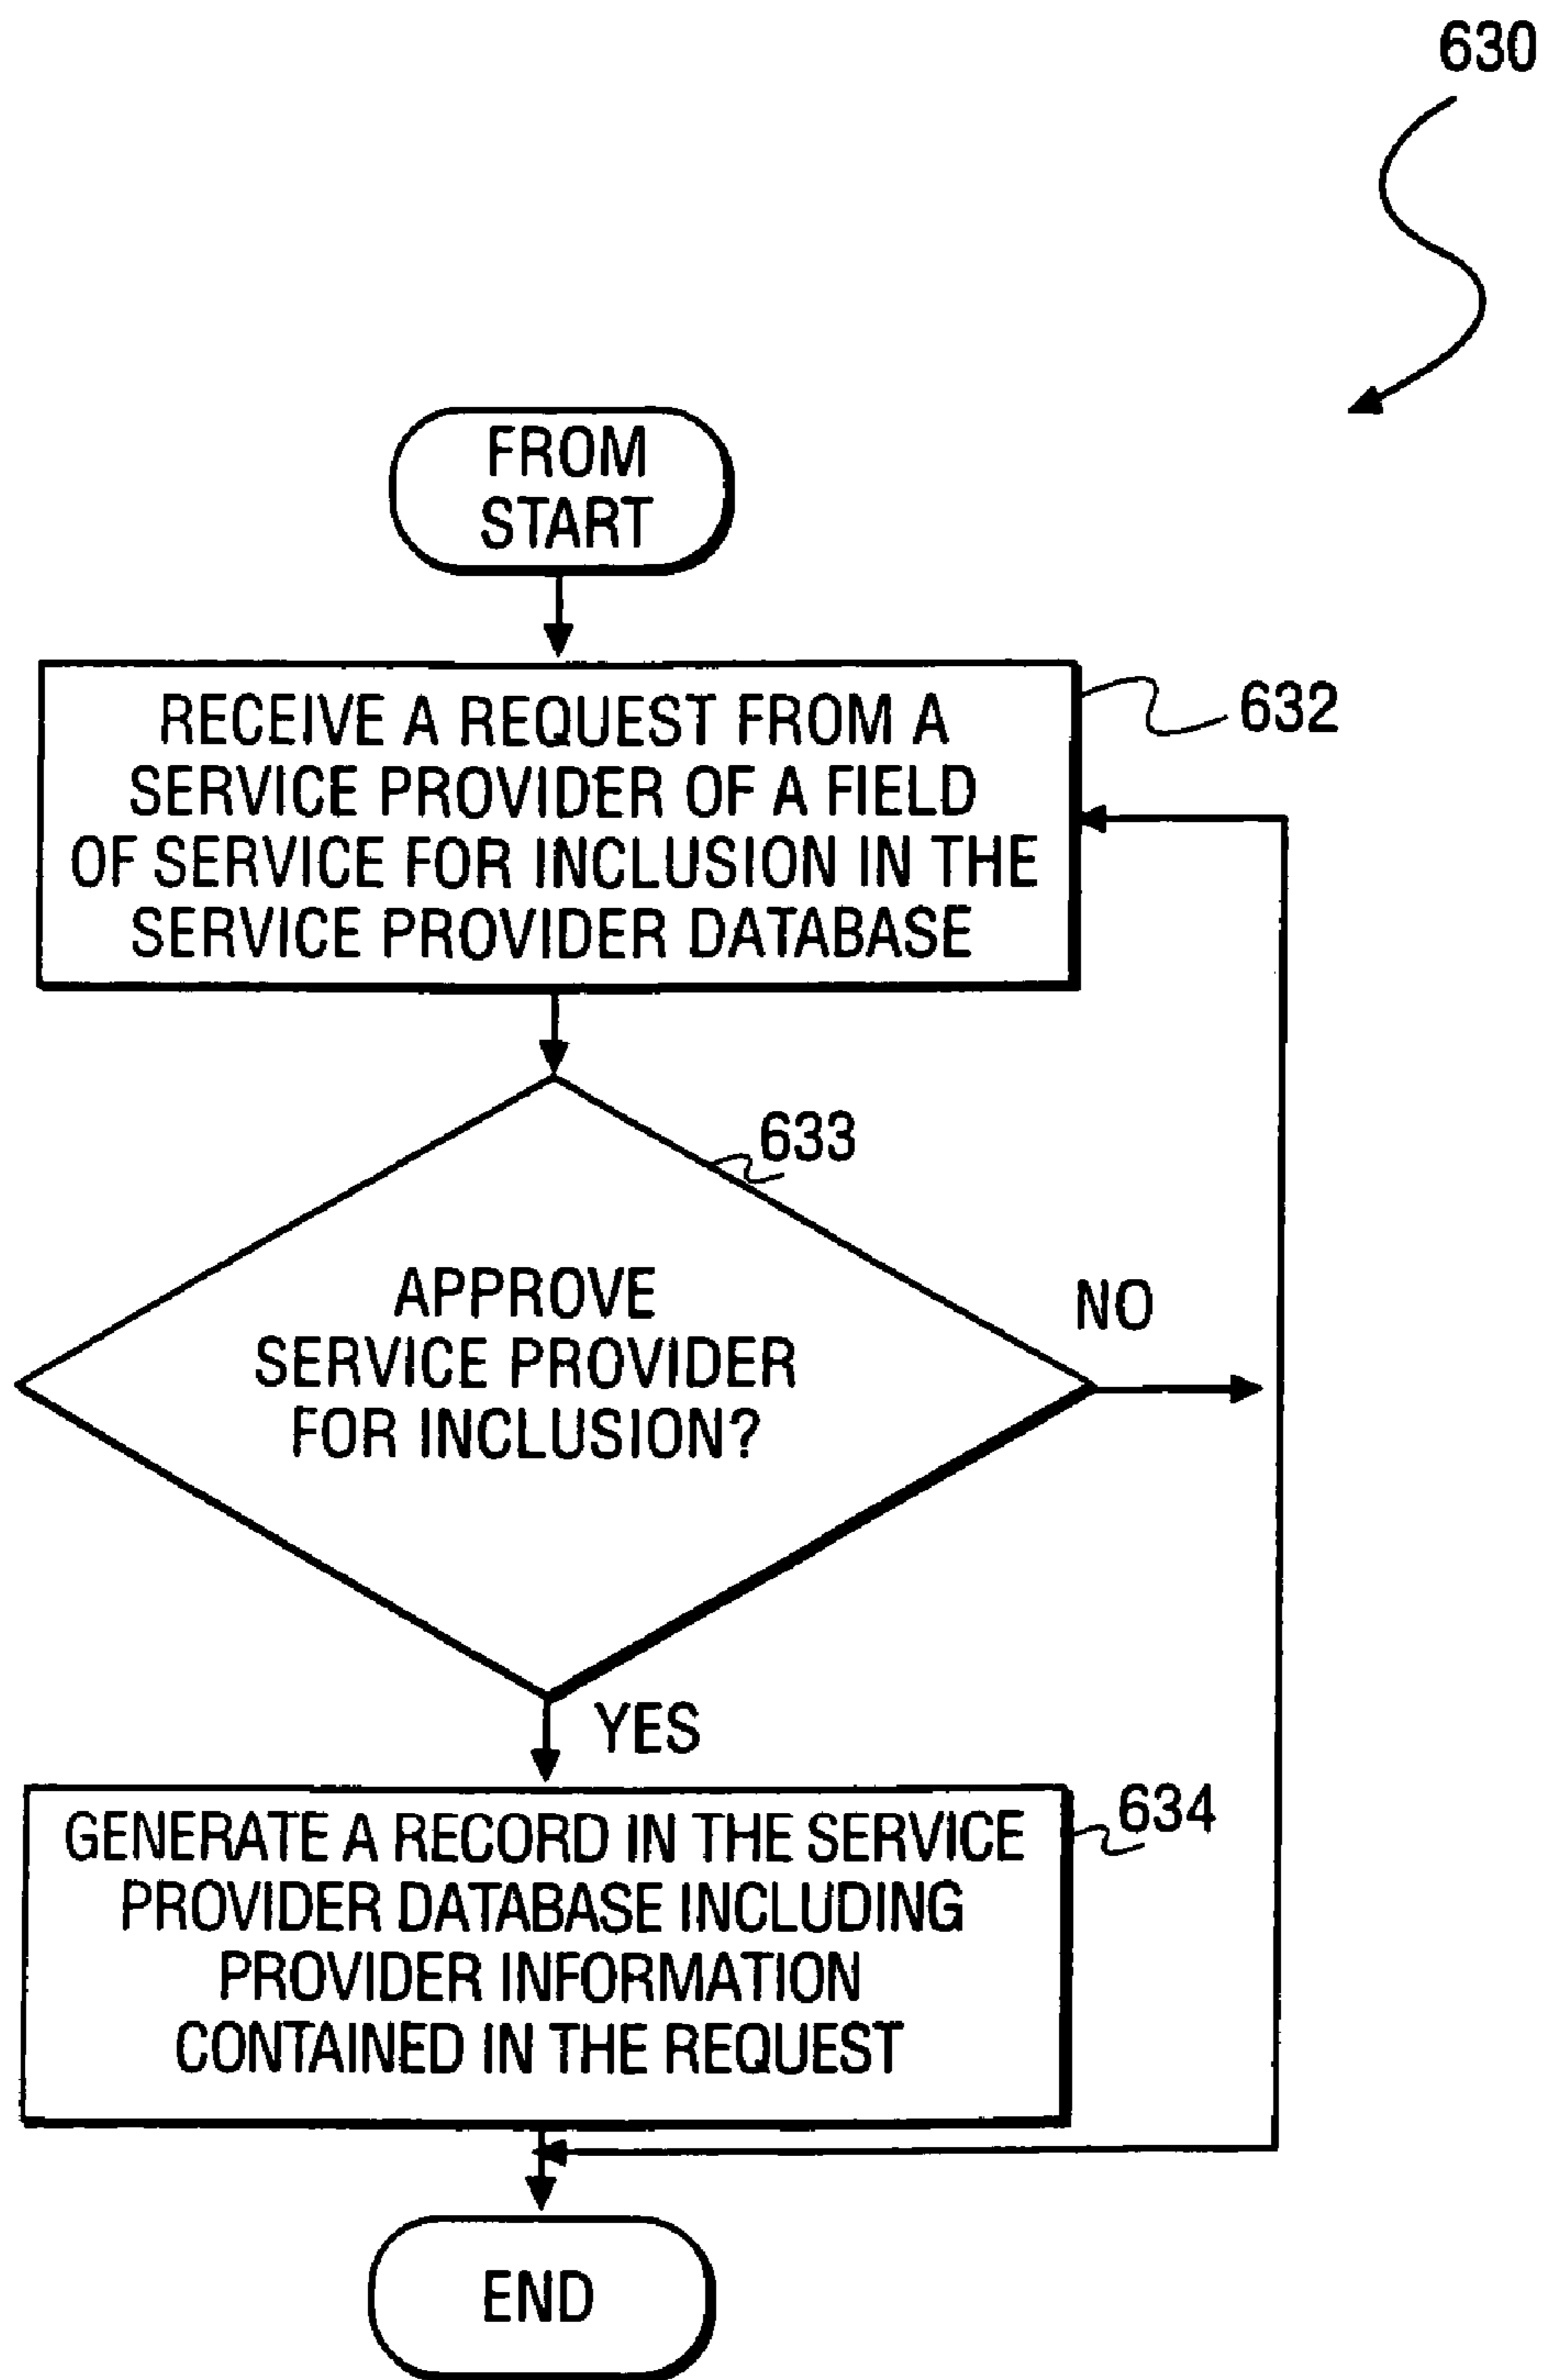 630
FROM
START
RECEIVE A REQUEST FROM A
SERVICE PROVIDER OF A FIELD
OF SERVICE FOR INCLUSION IN THE
SERVICE PROVIDER DATABASE
632
633
APPROVE
SERVICE PROVIDER
FOR INCLUSION?
NO
YES
GENERATE A RECORD IN THE SERVICE
PROVIDER DATABASE INCLUDING
PROVIDER INFORMATION
CONTAINED IN THE REQUEST
634
END